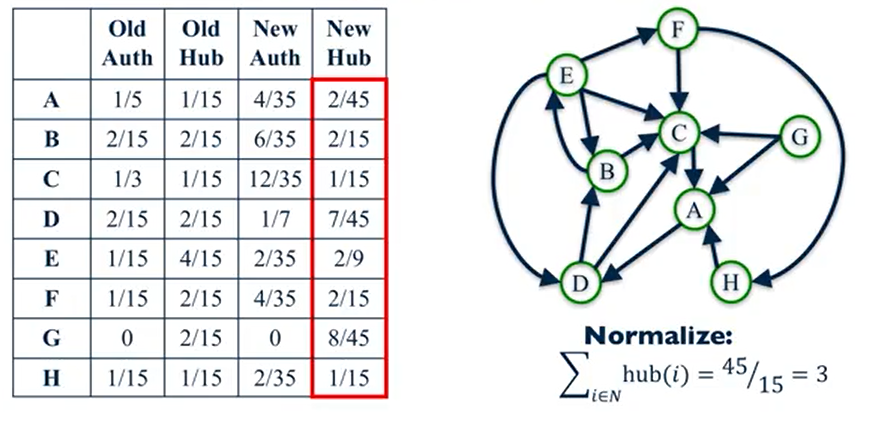 Old Auth Old Hub New Auth New Hub
A 1/5 1/15 4/35 2/45
B 2/15 2/15 6/35 2/15
C 1/3 1/15 12/35 1/15
D 2/15 2/15 1/7 7/45
E 1/15 4/15 2/35 2/9
F 1/15 2/15 4/35 2/15
G 0 2/15 0 8/45
H 1/15 1/15 2/35 1/15
F
E
C
G
B
A
D
H
Normalize:
∑i∈N hub(i) = 45/15 = 3